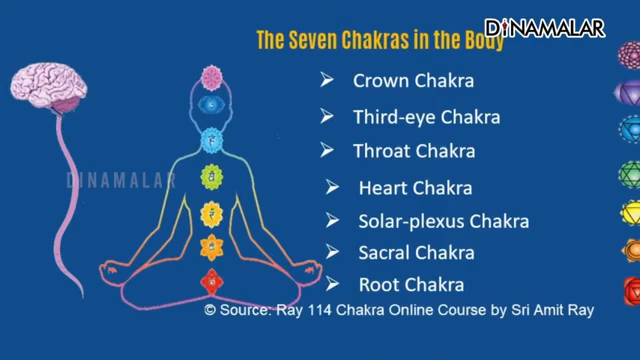 DINAMALAR
The Seven Chakras in the Body
Crown Chakra
Third-eye Chakra
Throat Chakra
DINAMALAR
Heart Chakra
Solar-plexus Chakra
Sacral Chakra
Root Chakra
© Source: Ray 114 Chakra Online Course by Sri Amit Ray